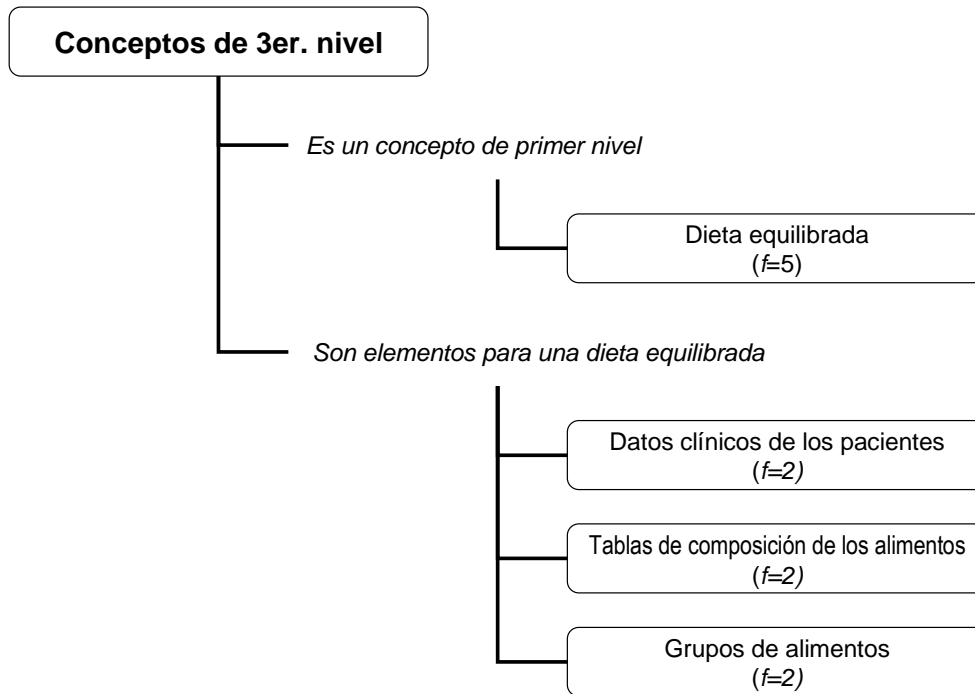 Conceptos de 3er. nivel
Es un concepto de primer nivel
Dieta equilibrada
(f=5)
Son elementos para una dieta equilibrada
Datos clínicos de los pacientes
(f=2)
Tablas de composición de los alimentos
(f=2)
Grupos de alimentos
(f=2)